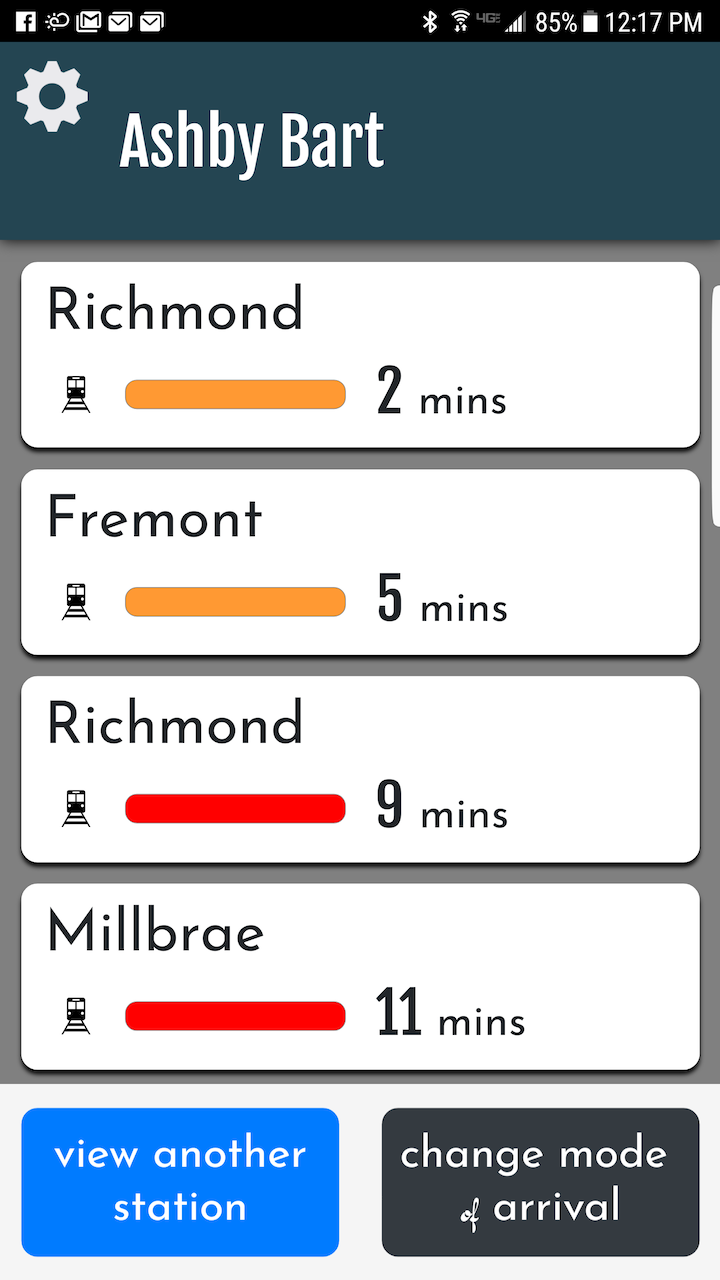 85% 12:17 PM
Ashby Bart
Richmond
2 mins
Fremont
5 mins
Richmond
9 mins
Millbrae
11 mins
view another
station
change mode
of arrival